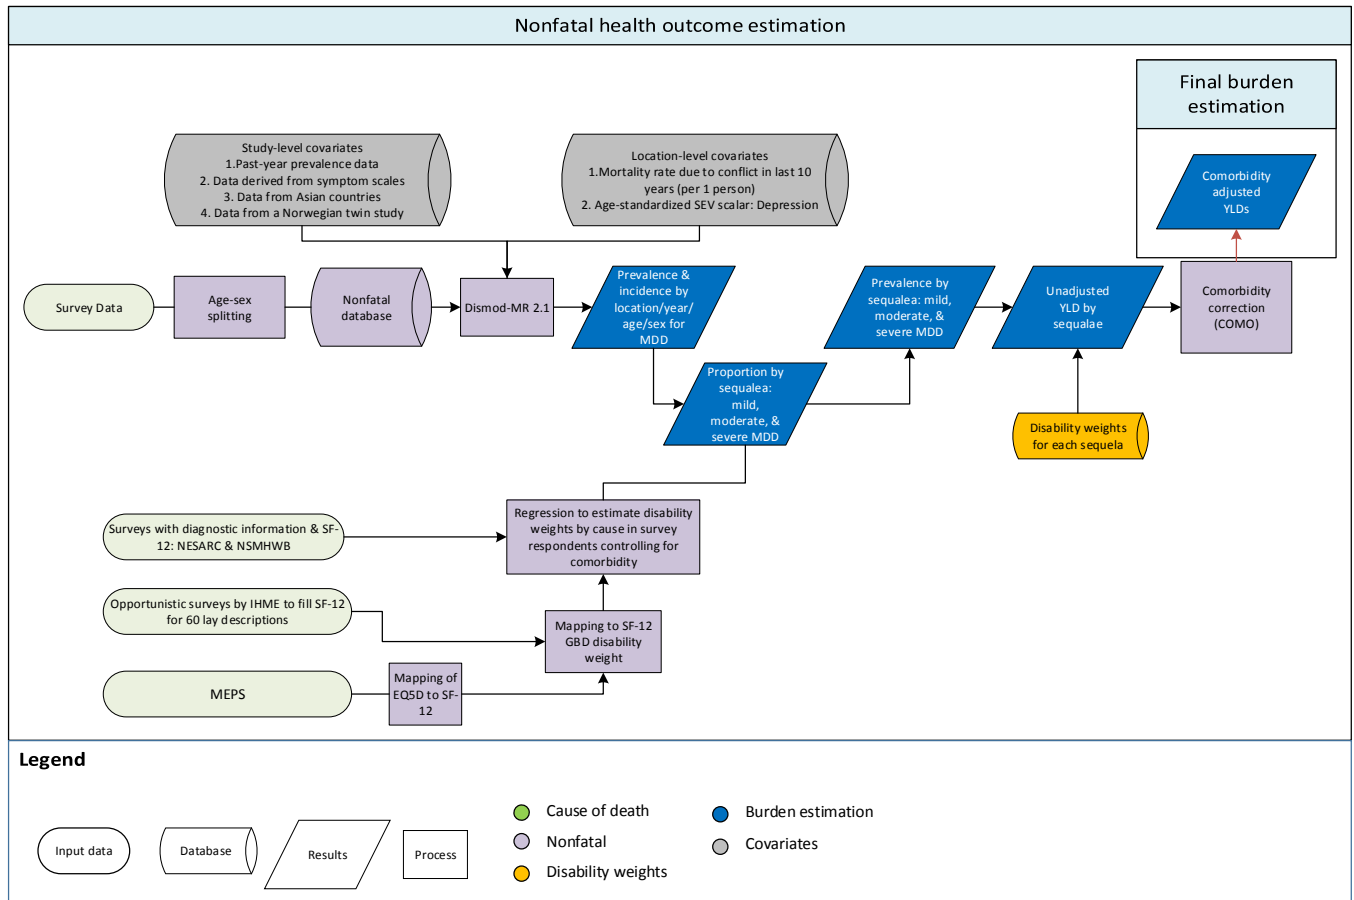 Nonfatal health outcome estimation
Final burden
estimation
Study-level covariates
1.Past-year prevalence data
2. Data derived from symptom scales
3. Data from Asian countries
4. Data from a Norwegian twin study
Location-level covariates
1.Mortality rate due to conflict in last 10
years (per 1 person)
2. Age-standardized SEV scalar: Depression
Comorbidity
adjusted
YLDs
Survey Data
Age-sex
splitting
Nonfatal
database
Dismod-MR 2.1
Prevalence &
incidence by
location/year/
age/sex for
MDD
Prevalence by
sequalea: mild,
moderate, &
severe MDD
Unadjusted
YLD by
sequalae
Comorbidity
correction
(COMO)
Proportion by
sequalea:
mild,
moderate, &
severe MDD
Disability weights
for each sequela
Surveys with diagnostic information & SF-
12: NESARC & NSMHWB
Regression to estimate disability
weights by cause in survey
respondents controlling for
comorbidity
Opportunistic surveys by IHME to fill SF-12
for 60 lay descriptions
Mapping to SF-12
GBD disability
weight
MEPS
Mapping of
EQ5D to SF-
12
Legend
Input data
Database
Results
Process
Cause of death
Nonfatal
Disability weights
Burden estimation
Covariates